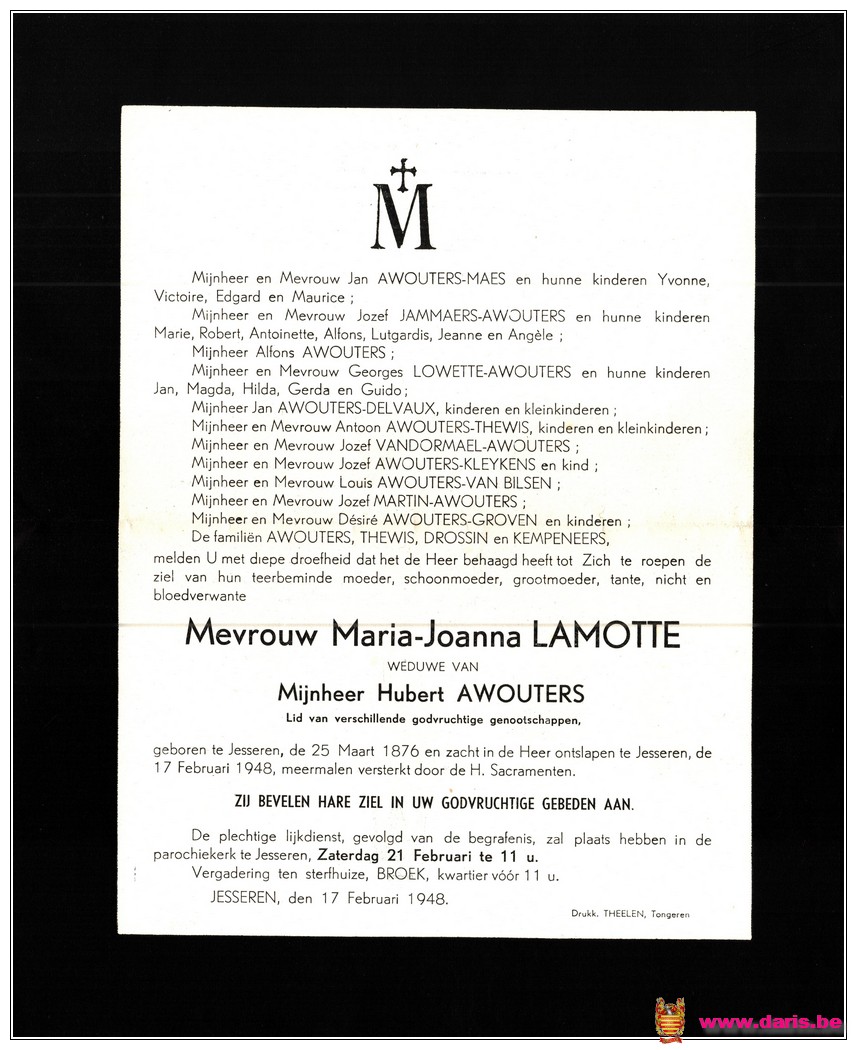 M
Mijnheer en Mevrouw Jan AWOUTERS-MAES en hunne kinderen Yvonne,
Victoire, Edgard en Maurice ;
Mijnheer en Mevrouw Jozef JAMMAERS-AWOUTERS en hunne kinderen
Marie, Robert, Antoinette, Alfons, Lutgardis, Jeanne en Angèle ;
Mijnheer Alfons AWOUTERS ;
Mijnheer en Mevrouw Georges LOWETTE-AWOUTERS en hunne kinderen
Jan, Magda, Hilda, Gerda en Guido ;
Mijnheer Jan AWOUTERS-DELVAUX, kinderen en kleinkinderen ;
Mijnheer en Mevrouw Antoon AWOUTERS-THEWIS, kinderen en kleinkinderen ;
Mijnheer en Mevrouw Jozef VANDORMAEL-AWOUTERS ;
Mijnheer en Mevrouw Jozef AWOUTERS-KLEYKENS en kind ;
Mijnheer en Mevrouw Louis AWOUTERS-VAN BILSEN ;
Mijnheer en Mevrouw Jozef MARTIN-AWOUTERS ;
Mijnheer en Mevrouw Désiré AWOUTERS-GROVEN en kinderen ;
De familiën AWOUTERS, THEWIS, DROSSIN en KEMPENEERS,
melden U met diepe droefheid dat het de Heer behaagd heeft tot Zich te roepen de
ziel van hun teerbeminde moeder, schoonmoeder, grootmoeder, tante, nicht en
bloedverwante
Mevrouw Maria-Joanna LAMOTTE
WEDUWE VAN
Mijnheer Hubert AWOUTERS
Lid van verschillende godvruchtige genootschappen,
geboren te Jesseren, de 25 Maart 1876 en zacht in de Heer ontslapen te Jesseren, de
17 Februari 1948, meermalen versterkt door de H. Sacramenten.
ZIJ BEVELEN HARE ZIEL IN UW GODVRUCHTIGE GEBEDEN AAN.
De plechtige lijkdienst, gevolgd van de begrafenis, zal plaats hebben in de
parochiekerk te Jesseren, Zaterdag 21 Februari te 11 u.
Vergadering ten sterfhuize, BROEK, kwartier vóór 11 u.
JESSEREN, den 17 Februari 1948.
Drukk. THEELEN, Tongeren
www.daris.be